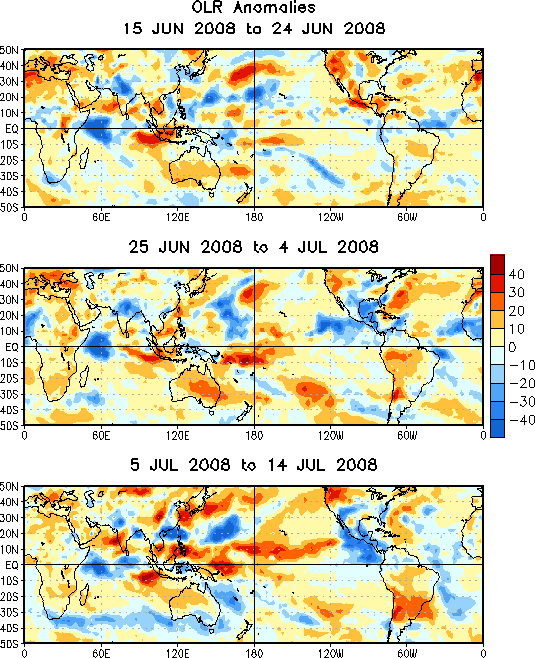 OLR Anomalies
15 JUN 2008 to 24 JUN 2008
50N
40N
30N
20N
10N
EQ
10S
20S
30S
40S
50S
0 60E 120E 180 120W 60W 0
25 JUN 2008 to 4 JUL 2008
50N
40N
30N
20N
10N
EQ
10S
20S
30S
40S
50S
0 60E 120E 180 120W 60W 0
40
30
20
10
0
-10
-20
-30
-40
5 JUL 2008 to 14 JUL 2008
50N
40N
30N
20N
10N
EQ
10S
20S
30S
40S
50S
0 60E 120E 180 120W 60W 0